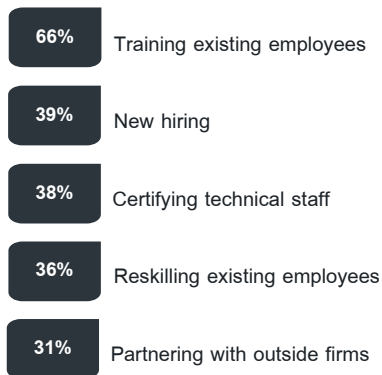 66% Training existing employees
39% New hiring
38% Certifying technical staff
36% Reskilling existing employees
31% Partnering with outside firms